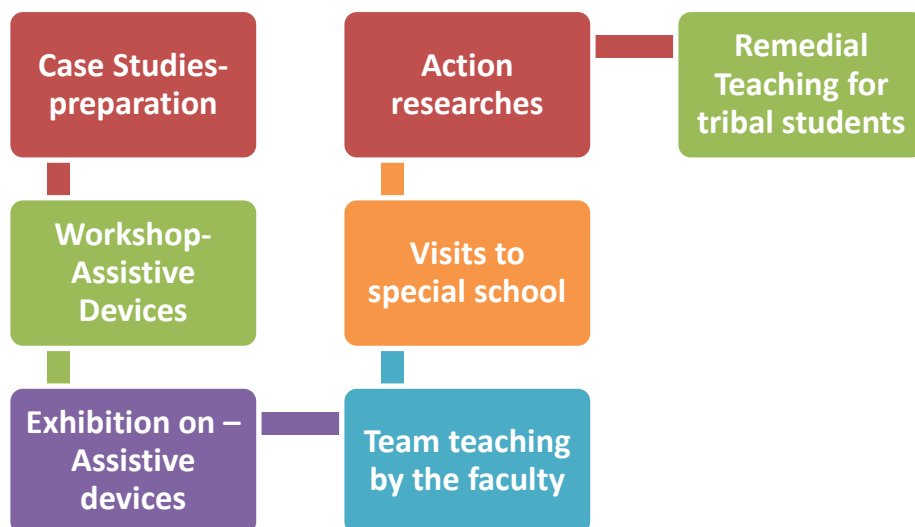 Case Studies-
preparation
Workshop-
Assistive
Devices
Exhibition on –
Assistive
devices
Team teaching
by the faculty
Visits to
special school
Action
researches
Remedial
Teaching for
tribal students